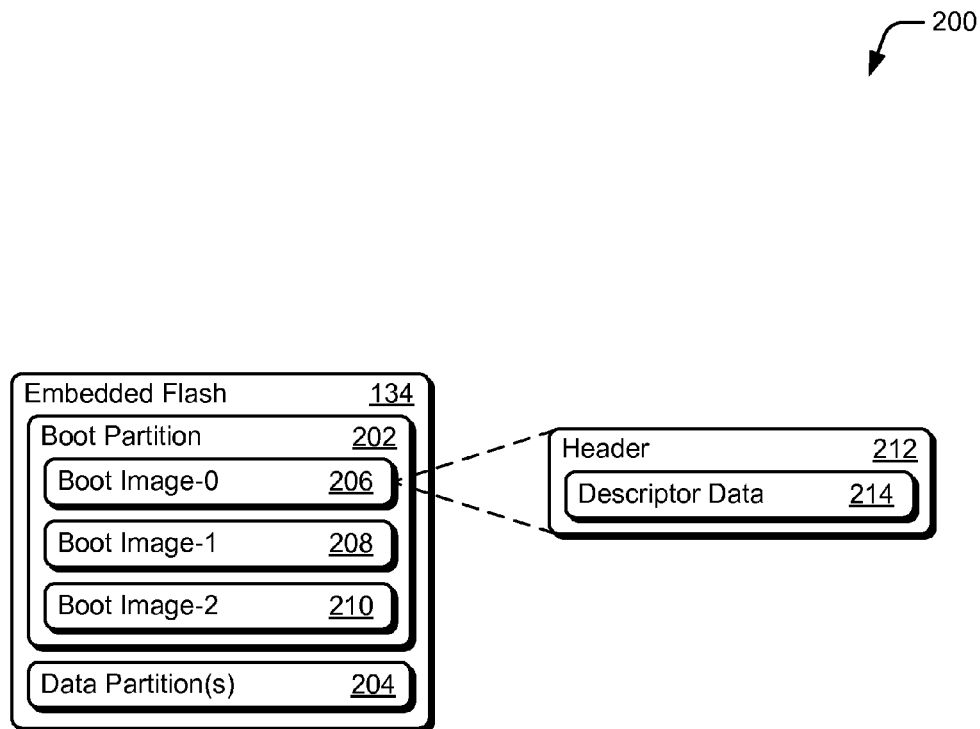 200
Embedded Flash 134
Boot Partition 202
Boot Image-0 206
Boot Image-1 208
Boot Image-2 210
Data Partition(s) 204
Header 212
Descriptor Data 214